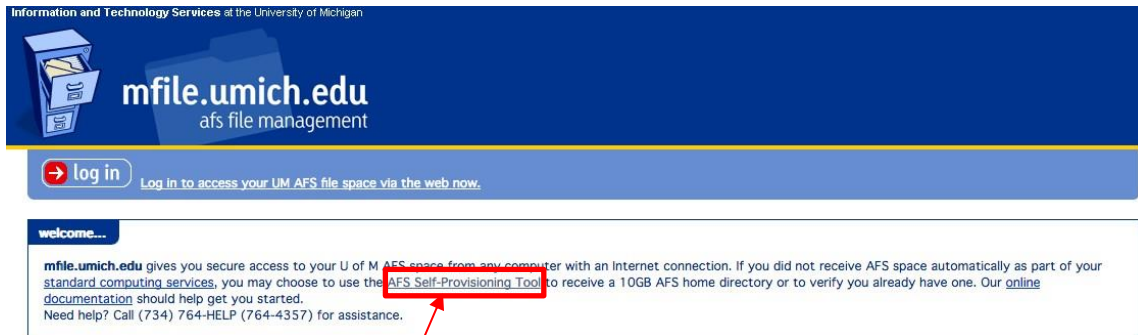 Information and Technology Services at the University of Michigan
mfile.umich.edu
afs file management
log in Log in to access your UM AFS file space via the web now.
welcome...
mfile.umich.edu gives you secure access to your U of M AFS space from any computer with an Internet connection. If you did not receive AFS space automatically as part of your
standard computing services, you may choose to use the AFS Self-Provisioning Tool to receive a 10GB AFS home directory or to verify you already have one. Our online
documentation should help get you started.
Need help? Call (734) 764-HELP (764-4357) for assistance.